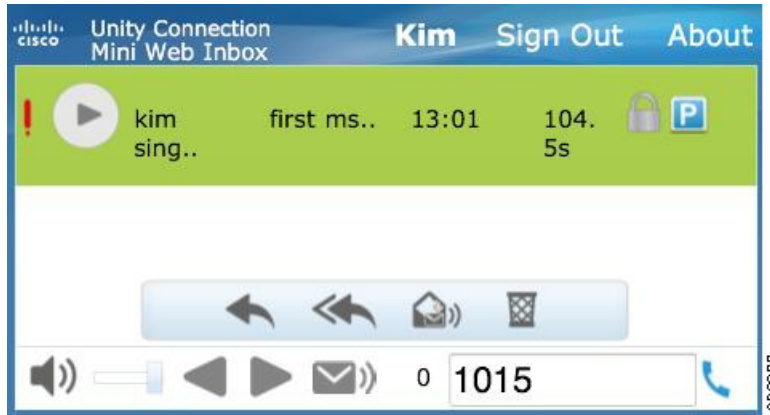 cisco
Unity Connection
Mini Web Inbox
Kim Sign Out About
kim
sing..
first ms..
13:01
104.
5s
P
0
1015